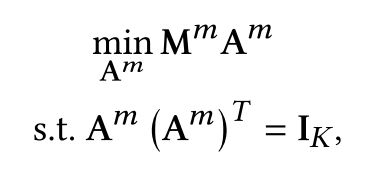 min M^m A^m
A^m
s.t. A^m (A^m)^T = I_K,